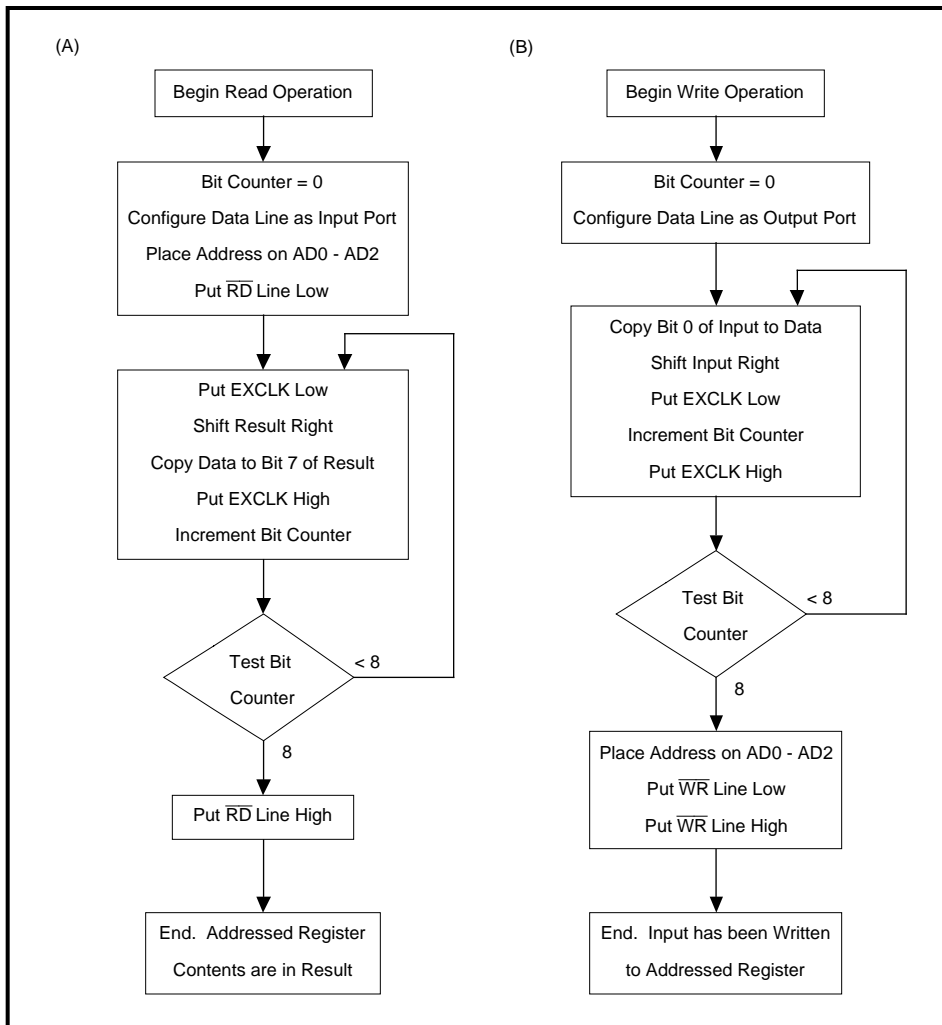 (A)
Begin Read Operation
Bit Counter = 0
Configure Data Line as Input Port
Place Address on AD0 - AD2
Put R̅D̅ Line Low
Put EXCLK Low
Shift Result Right
Copy Data to Bit 7 of Result
Put EXCLK High
Increment Bit Counter
Test Bit
Counter
< 8
8
Put R̅D̅ Line High
End. Addressed Register
Contents are in Result
(B)
Begin Write Operation
Bit Counter = 0
Configure Data Line as Output Port
Copy Bit 0 of Input to Data
Shift Input Right
Put EXCLK Low
Increment Bit Counter
Put EXCLK High
Test Bit
Counter
< 8
8
Place Address on AD0 - AD2
Put W̅R̅ Line Low
Put W̅R̅ Line High
End. Input has been Written
to Addressed Register